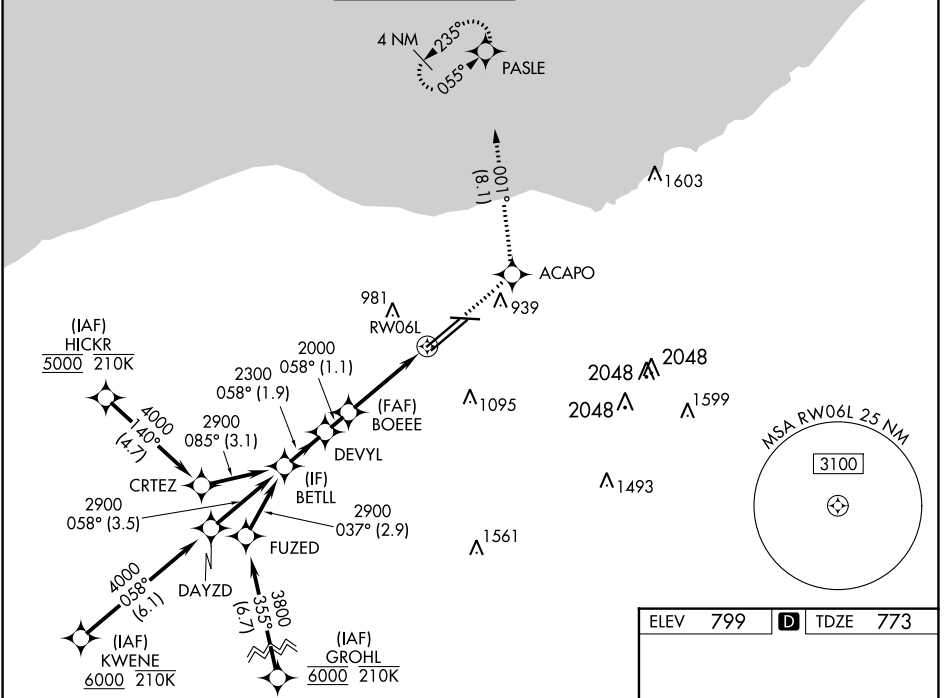 4 NM
235°
055°
PASLE
001°
(8.1)
1603
ACAPO
939
981
RW06L
(IAF)
HICKR
5000 210K
2000
058° (1.1)
2300
058° (1.9)
4000
140°
(4.7)
2900
085° (3.1)
(FAF)
BOEEE
DEVYL
(IF)
BETLL
CRTEZ
2048
2048
2048
1599
1095
1493
1561
MSA RW06L 25 NM
3100
2900
058° (3.5)
2900
037° (2.9)
FUZED
DAYZD
4000
058°
(6.1)
3800
355°
(6.7)
(IAF)
KWENE
6000 210K
(IAF)
GROHL
6000 210K
ELEV 799 D TDZE 773